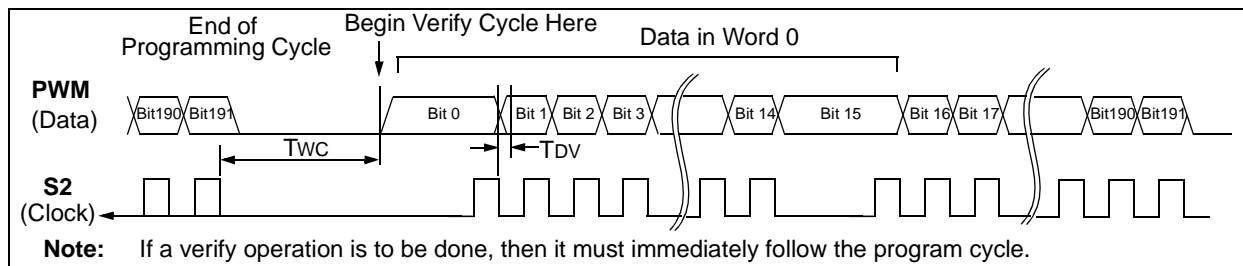 End of
Programming Cycle
Begin Verify Cycle Here
Data in Word 0
PWM
(Data)
Bit190 Bit191 Bit 0 Bit 1 Bit 2 Bit 3 Bit 14 Bit 15 Bit 16 Bit 17 Bit190 Bit191
TWC
TDV
S2
(Clock)
Note: If a verify operation is to be done, then it must immediately follow the program cycle.